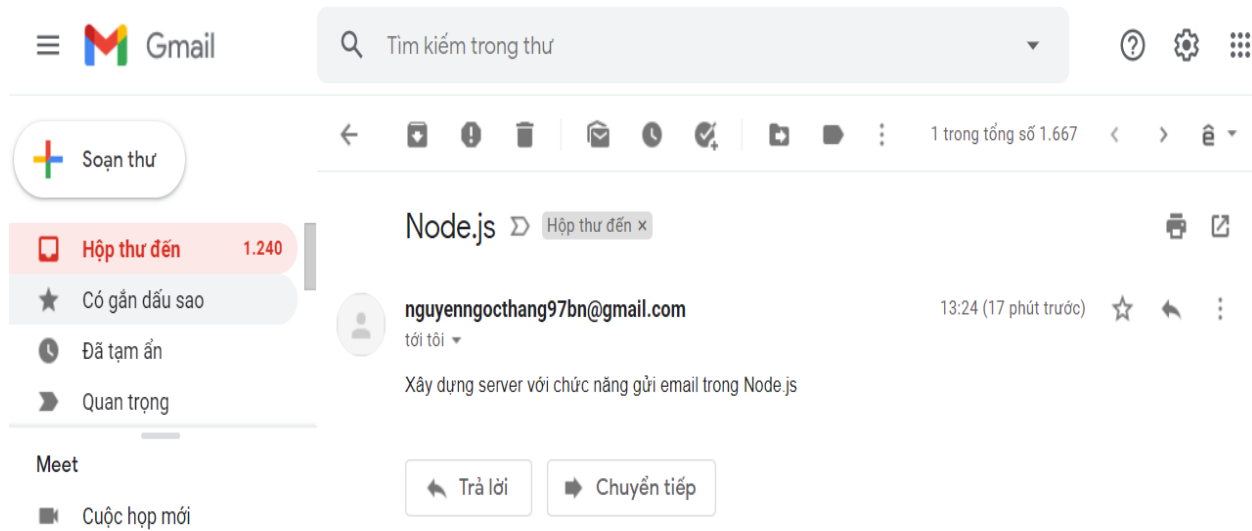 Gmail
Tìm kiếm trong thư
Soạn thư
1 trong tổng số 1.667
ê
Node.js
Hộp thư đến ×
Hộp thư đến 1.240
Có gắn dấu sao
Đã tạm ẩn
Quan trọng
nguyenngocthang97bn@gmail.com
13:24 (17 phút trước)
tới tôi
Xây dựng server với chức năng gửi email trong Node.js
Meet
Cuộc họp mới
Trả lời
Chuyển tiếp